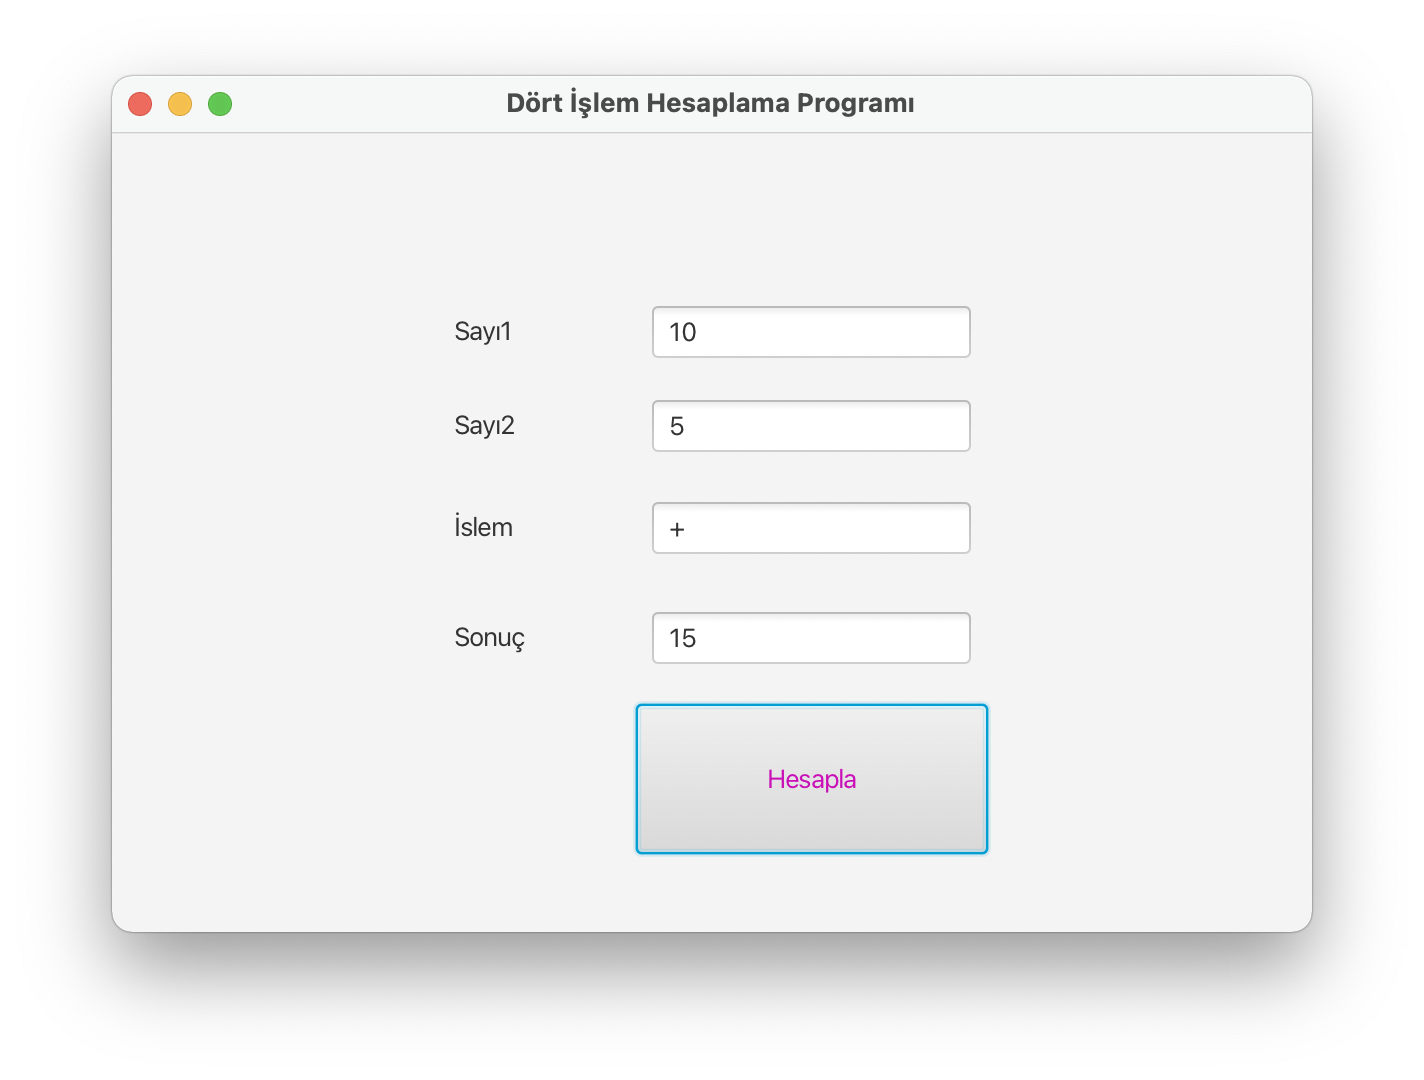 Dört İşlem Hesaplama Programı
Sayı1 10
Sayı2 5
İslem +
Sonuç 15
Hesapla